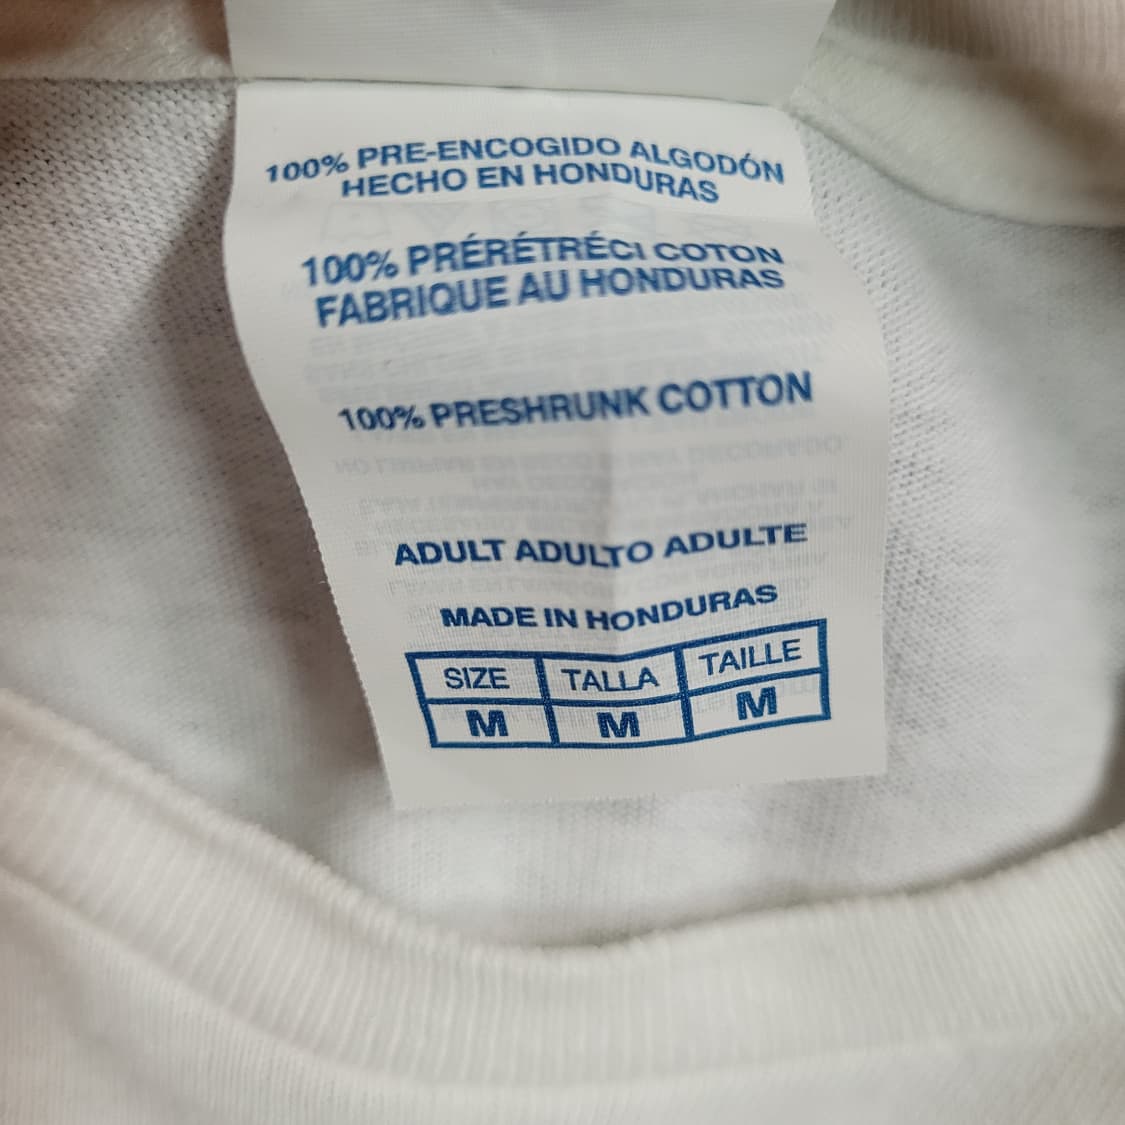 100% PRE-ENCOGIDO ALGODÓN
HECHO EN HONDURAS
100% PRÉRÉTRÉCI COTON
FABRIQUE AU HONDURAS
100% PRESHRUNK COTTON
ADULT ADULTO ADULTE
MADE IN HONDURAS
SIZE TALLA TAILLE
M M M